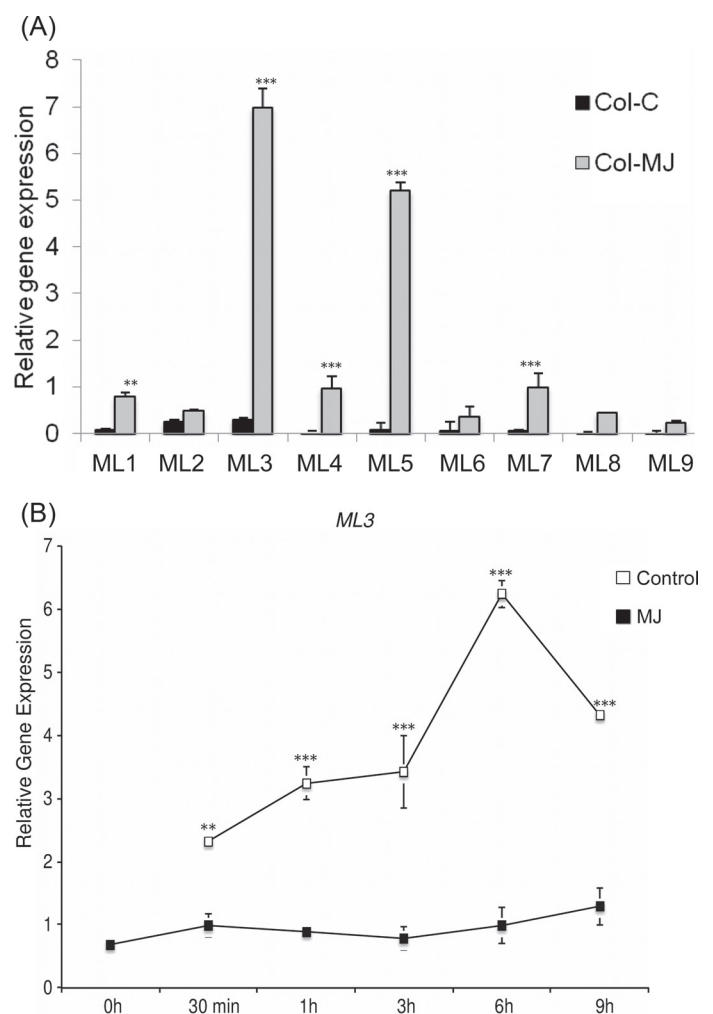 (A)
8
7
6
5
4
3
2
1
0
Relative gene expression
***
***
**
***
***
Col-C
Col-MJ
ML1 ML2 ML3 ML4 ML5 ML6 ML7 ML8 ML9
(B)
ML3
7
6
5
4
3
2
1
0
Relative Gene Expression
***
***
***
***
**
Control
MJ
0h 30 min 1h 3h 6h 9h